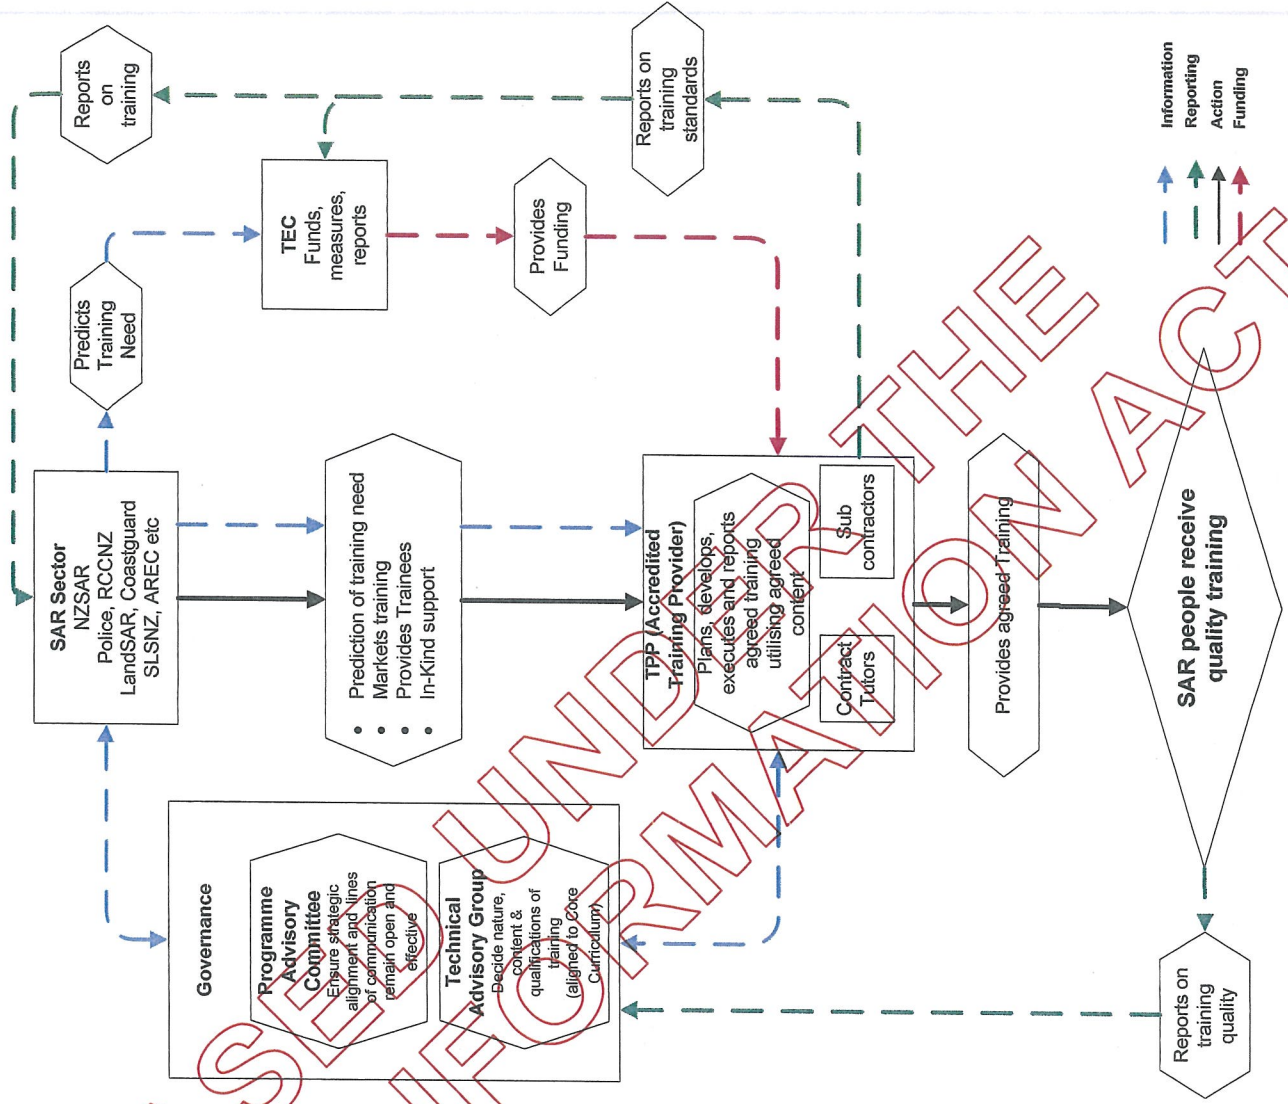 Reports
on
training
Reports on
training
standards
Predicts
Training
Need
TEC
Funds,
measures,
reports
Provides
Funding
SAR Sector
NZSAR
Police, RCCNZ
LandSAR, Coastguard
SLSNZ, AREC etc
• Prediction of training need
• Markets training
• Provides Trainees
• In-Kind support
TPP (Accredited
Training Provider)
Plans, develops,
executes and reports
agreed training
utilising agreed
content
Contract
Tutors
Sub
contractors
Provides agreed Training
SAR people receive
quality training
Governance
Programme
Advisory
Committee
Ensure strategic
alignment and lines
of communication
remain open and
effective
Technical
Advisory Group
Decide nature,
content &
qualifications of
training
(aligned to Core
Curriculum)
Reports on
training
quality
Information
Reporting
Action
Funding
SED UNDER THE
FORMATION ACT